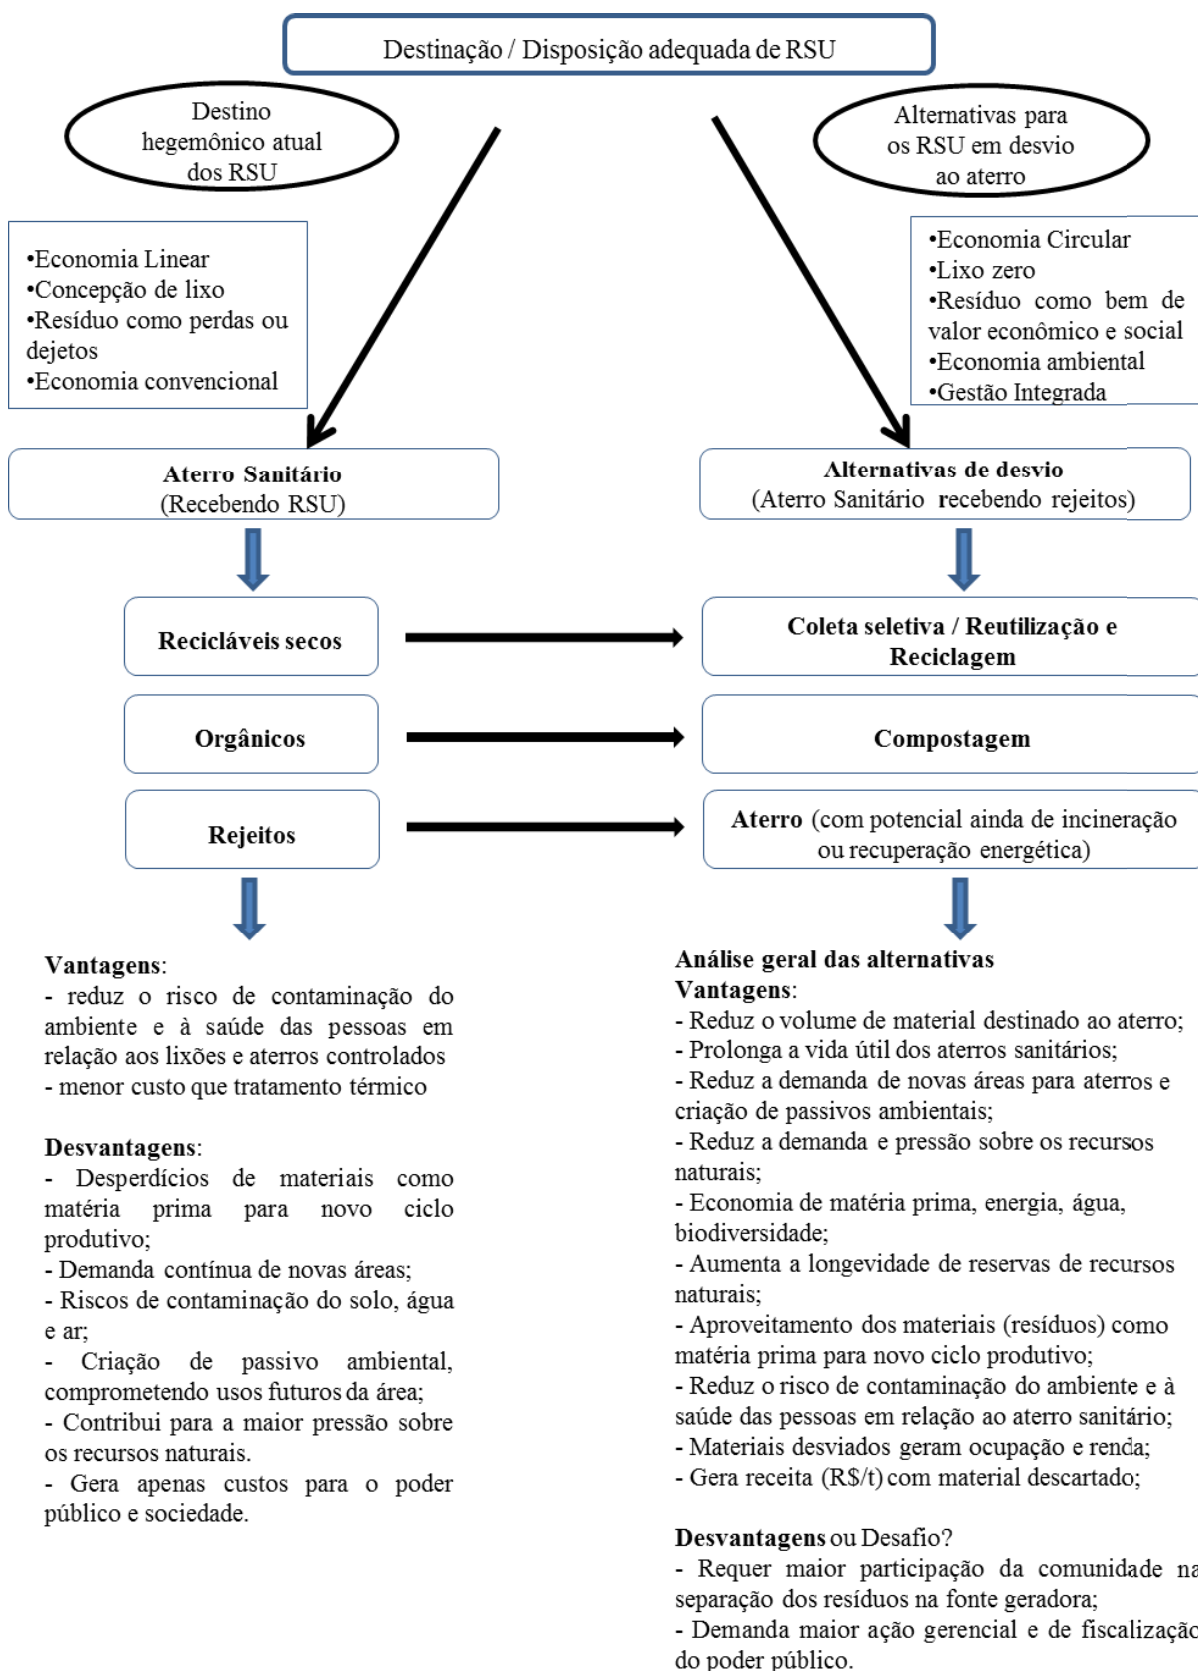 Destinação / Disposição adequada de RSU
Destino
hegemônico atual
dos RSU
Alternativas para
os RSU em desvio
ao aterro
•Economia Linear
•Concepção de lixo
•Resíduo como perdas ou
dejetos
•Economia convencional
•Economia Circular
•Lixo zero
•Resíduo como bem de
valor econômico e social
•Economia ambiental
•Gestão Integrada
Aterro Sanitário
(Recebendo RSU)
Alternativas de desvio
(Aterro Sanitário recebendo rejeitos)
Recicláveis secos
Coleta seletiva / Reutilização e
Reciclagem
Orgânicos
Compostagem
Rejeitos
Aterro (com potencial ainda de incineração
ou recuperação energética)
Vantagens:
- reduz o risco de contaminação do
ambiente e à saúde das pessoas em
relação aos lixões e aterros controlados
- menor custo que tratamento térmico
Desvantagens:
- Desperdícios de materiais como
matéria prima para novo ciclo
produtivo;
- Demanda contínua de novas áreas;
- Riscos de contaminação do solo, água
e ar;
- Criação de passivo ambiental,
comprometendo usos futuros da área;
- Contribui para a maior pressão sobre
os recursos naturais.
- Gera apenas custos para o poder
público e sociedade.
Análise geral das alternativas
Vantagens:
- Reduz o volume de material destinado ao aterro;
- Prolonga a vida útil dos aterros sanitários;
- Reduz a demanda de novas áreas para aterros e
criação de passivos ambientais;
- Reduz a demanda e pressão sobre os recursos
naturais;
- Economia de matéria prima, energia, água,
biodiversidade;
- Aumenta a longevidade de reservas de recursos
naturais;
- Aproveitamento dos materiais (resíduos) como
matéria prima para novo ciclo produtivo;
- Reduz o risco de contaminação do ambiente e à
saúde das pessoas em relação ao aterro sanitário;
- Materiais desviados geram ocupação e renda;
- Gera receita (R$/t) com material descartado;
Desvantagens ou Desafio?
- Requer maior participação da comunidade na
separação dos resíduos na fonte geradora;
- Demanda maior ação gerencial e de fiscalização
do poder público.